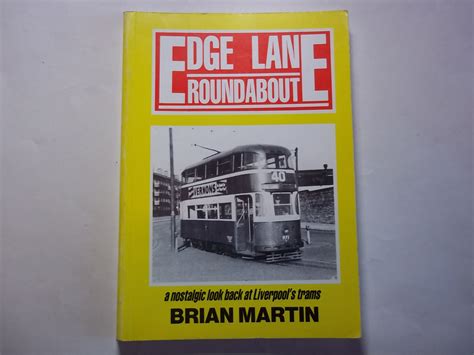 EDGE LANE
ROUNDABOUT
40
VERNONS
a nostalgic look back at Liverpool's trams
BRIAN MARTIN